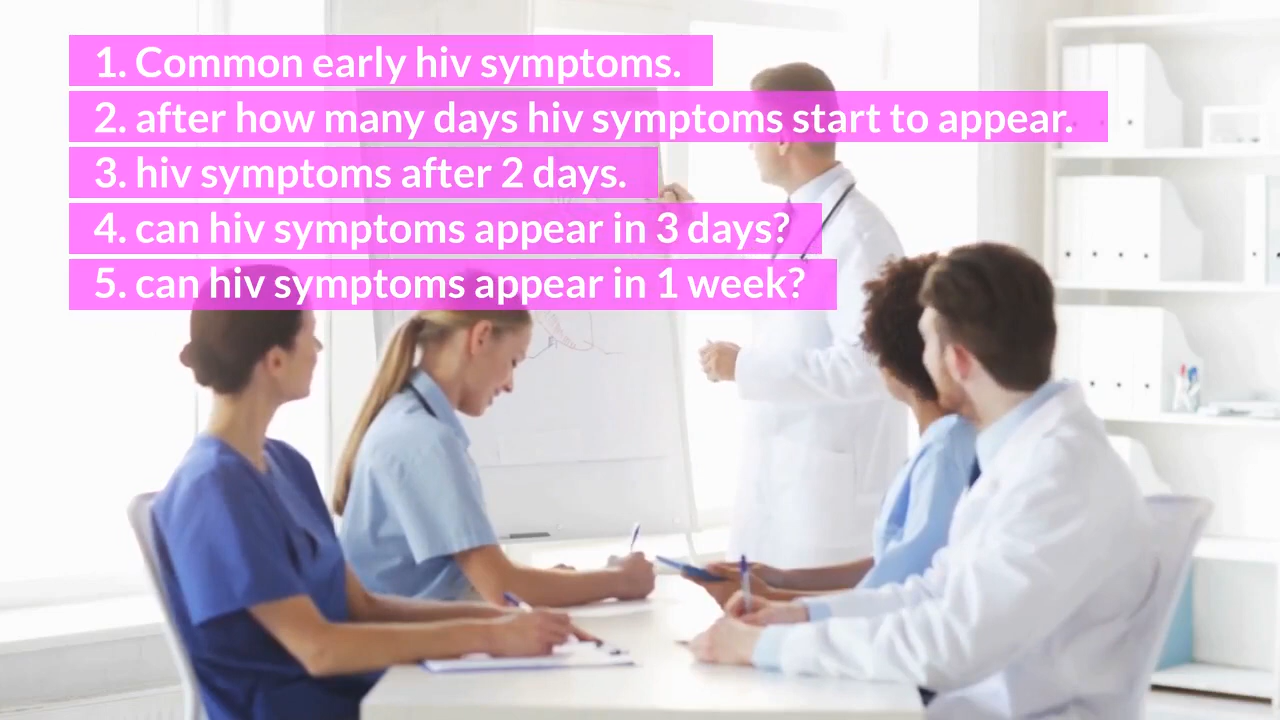 1. Common early hiv symptoms.
2. after how many days hiv symptoms start to appear.
3. hiv symptoms after 2 days.
4. can hiv symptoms appear in 3 days?
5. can hiv symptoms appear in 1 week?